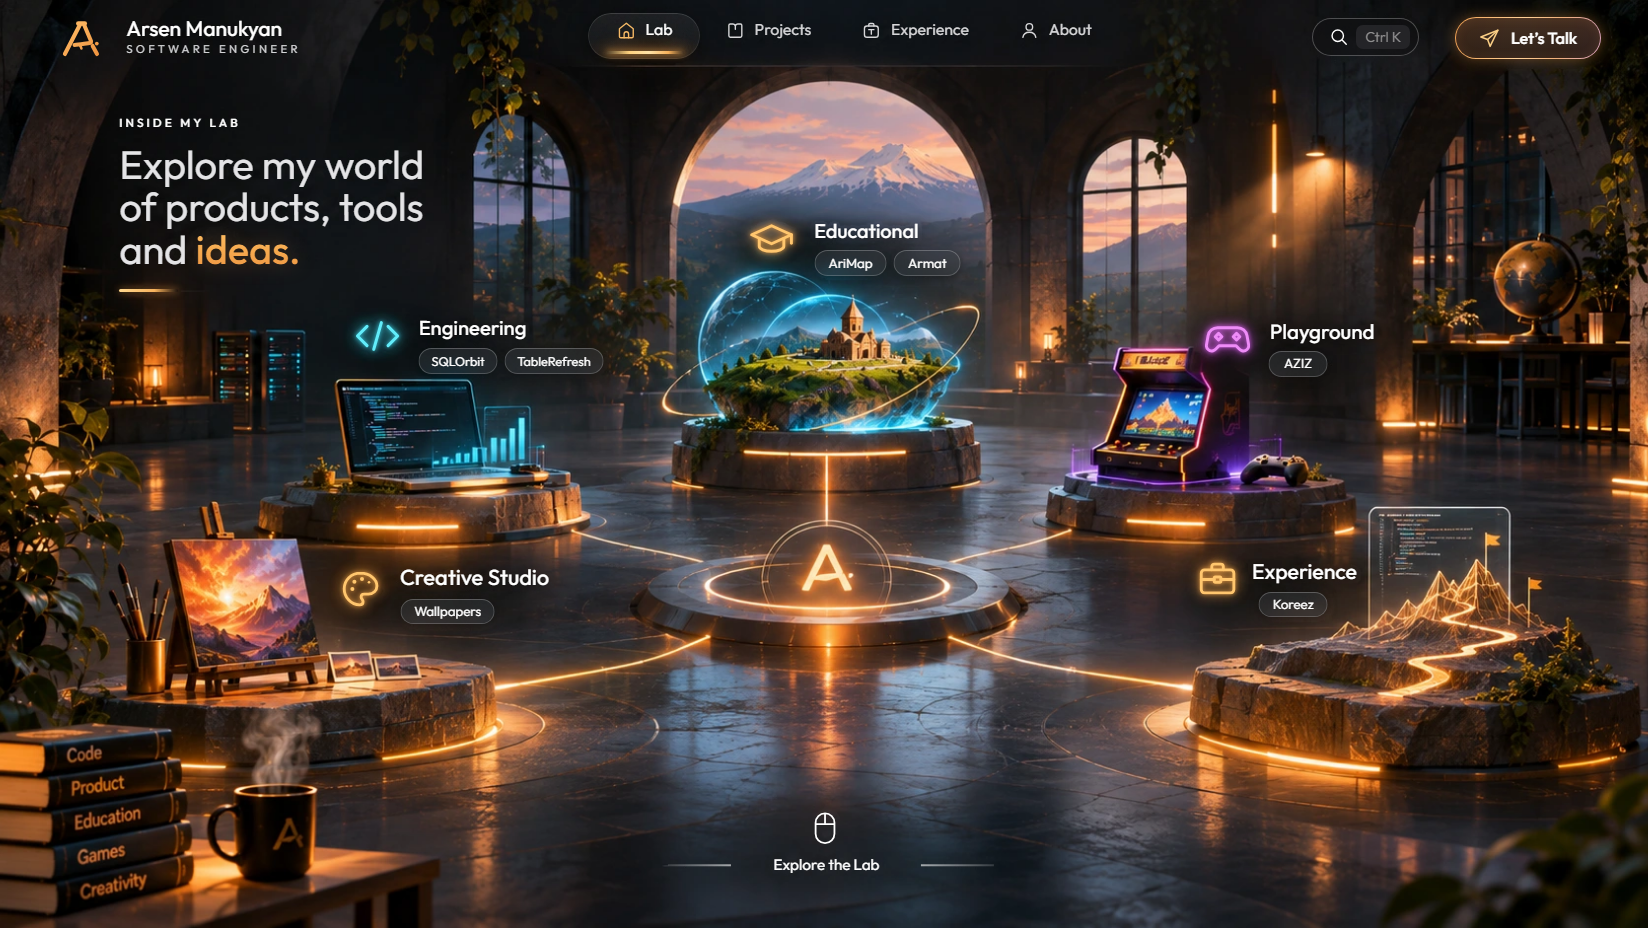 Arsen Manukyan
SOFTWARE ENGINEER
Lab
Projects
Experience
About
Ctrl K
Let's Talk
INSIDE MY LAB
Explore my world
of products, tools
and ideas.
Educational
AriMap
Armat
Engineering
SQLOrbit
TableRefresh
Playground
AZIZ
Creative Studio
Wallpapers
Experience
Koreez
Code
Product
Education
Games
Creativity
Explore the Lab